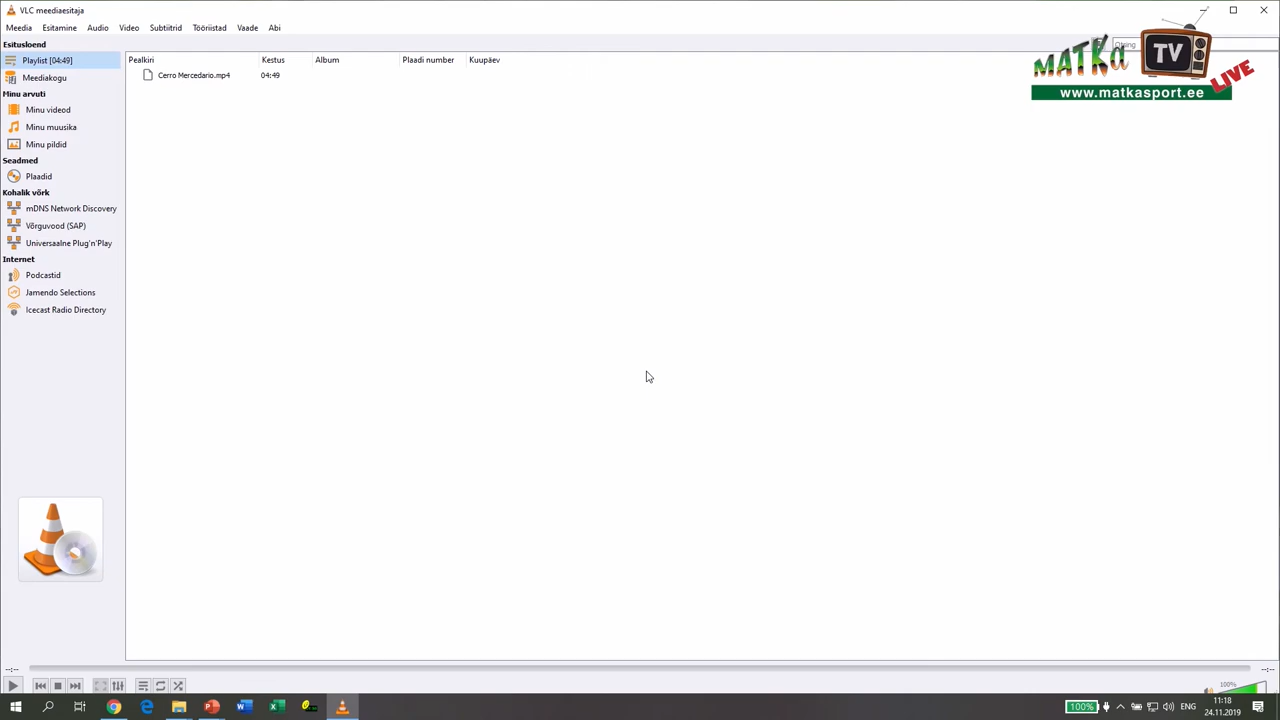 VLC meediaesitaja
Meedia Esitamine Audio Video Subtiitrid Tööriistad Vaade Abi
Esitusloend
Playlist [04:49]
Meediakogu
Minu arvuti
Minu videod
Minu muusika
Minu pildid
Seadmed
Plaadid
Kohalik võrk
mDNS Network Discovery
Võrguvood (SAP)
Universaalne Plug'n'Play
Internet
Podcastid
Jamendo Selections
Icecast Radio Directory
Pealkiri Kestus Album Plaadi number Kuupäev
Cerro Mercedario.mp4 04:49
MATKa TV LIVE
www.matkasport.ee
--:-- --:--
100%
100% ENG
11:18
24.11.2019